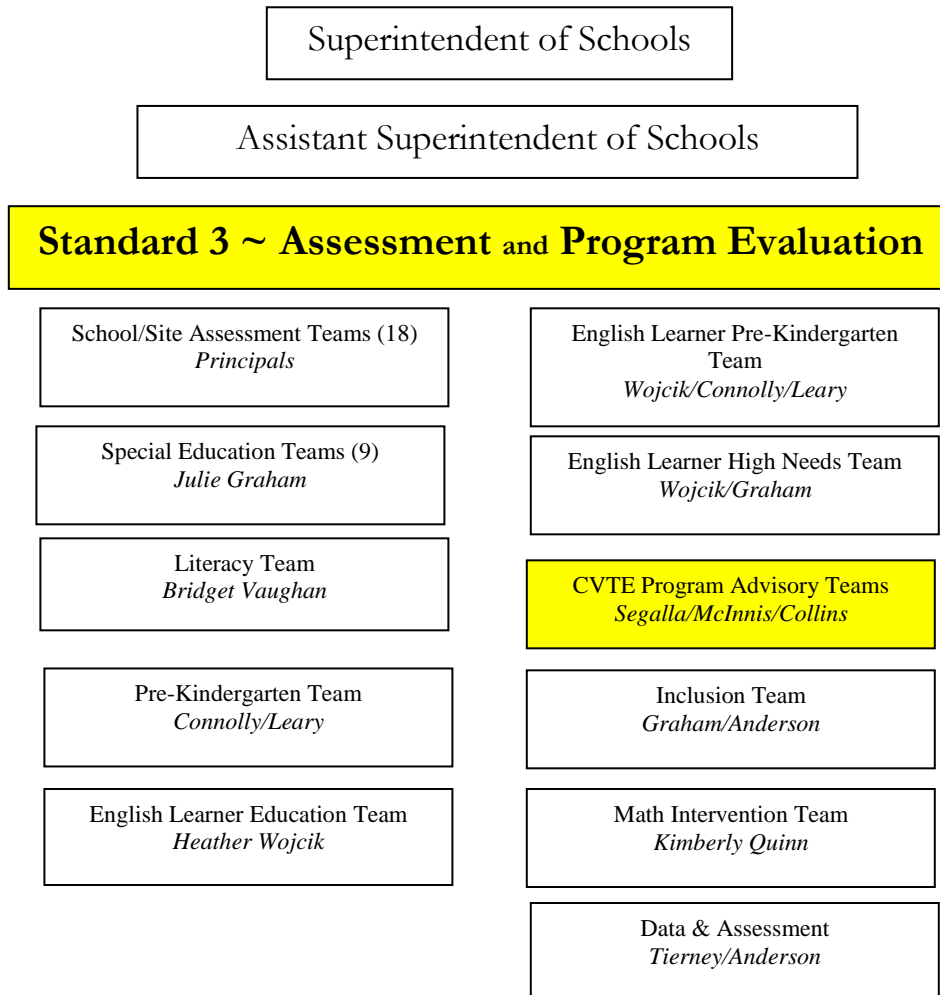 Superintendent of Schools
Assistant Superintendent of Schools
Standard 3 ~ Assessment and Program Evaluation
School/Site Assessment Teams (18)
Principals
Special Education Teams (9)
Julie Graham
Literacy Team
Bridget Vaughan
Pre-Kindergarten Team
Connolly/Leary
English Learner Education Team
Heather Wojcik
English Learner Pre-Kindergarten
Team
Wojcik/Connolly/Leary
English Learner High Needs Team
Wojcik/Graham
CVTE Program Advisory Teams
Segalla/McInnis/Collins
Inclusion Team
Graham/Anderson
Math Intervention Team
Kimberly Quinn
Data & Assessment
Tierney/Anderson